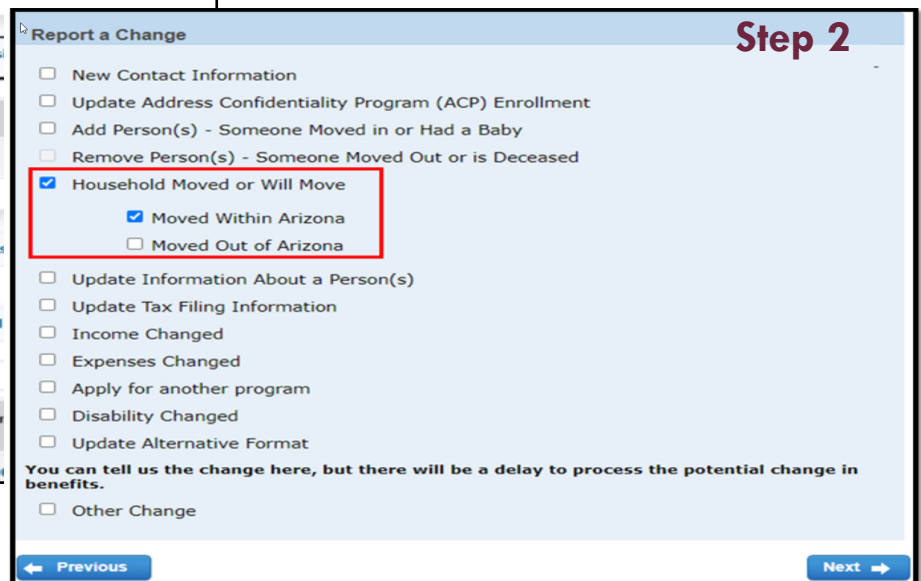 Report a Change
Step 2
New Contact Information
Update Address Confidentiality Program (ACP) Enrollment
Add Person(s) - Someone Moved in or Had a Baby
Remove Person(s) - Someone Moved Out or is Deceased
Household Moved or Will Move
Moved Within Arizona
Moved Out of Arizona
Update Information About a Person(s)
Update Tax Filing Information
Income Changed
Expenses Changed
Apply for another program
Disability Changed
Update Alternative Format
You can tell us the change here, but there will be a delay to process the potential change in
benefits.
Other Change
Previous
Next